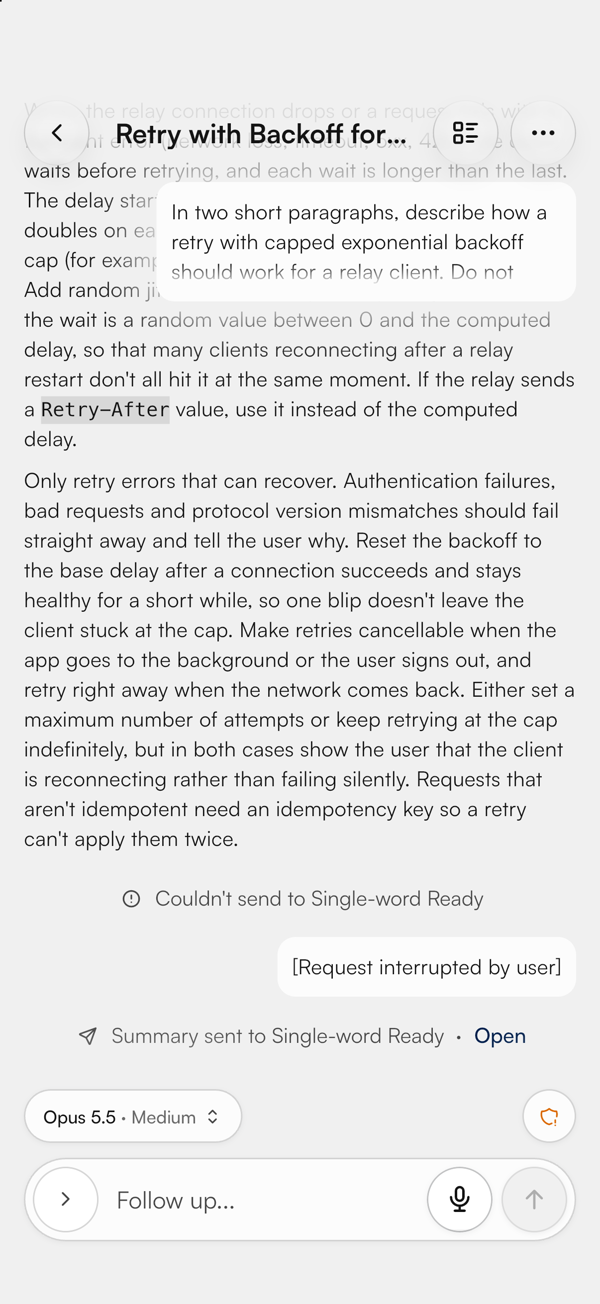 the relay connection drops or a
Retry with Backoff for...
waits before retrying, and each wait is longer than the last.
The delay
In two short paragraphs, describe how a
doubles on
retry with capped exponential backoff
cap (for
should work for a relay client. Do not
Add random
the wait is a random value between 0 and the computed
delay, so that many clients reconnecting after a relay
restart don't all hit it at the same moment. If the relay sends
a Retry-After value, use it instead of the computed
delay.
Only retry errors that can recover. Authentication failures,
bad requests and protocol version mismatches should fail
straight away and tell the user why. Reset the backoff to
the base delay after a connection succeeds and stays
healthy for a short while, so one blip doesn't leave the
client stuck at the cap. Make retries cancellable when the
app goes to the background or the user signs out, and
retry right away when the network comes back. Either set a
maximum number of attempts or keep retrying at the cap
indefinitely, but in both cases show the user that the client
is reconnecting rather than failing silently. Requests that
aren't idempotent need an idempotency key so a retry
can't apply them twice.
Couldn't send to Single-word Ready
[Request interrupted by user]
Summary sent to Single-word Ready · Open
Opus 5.5 · Medium
Follow up...